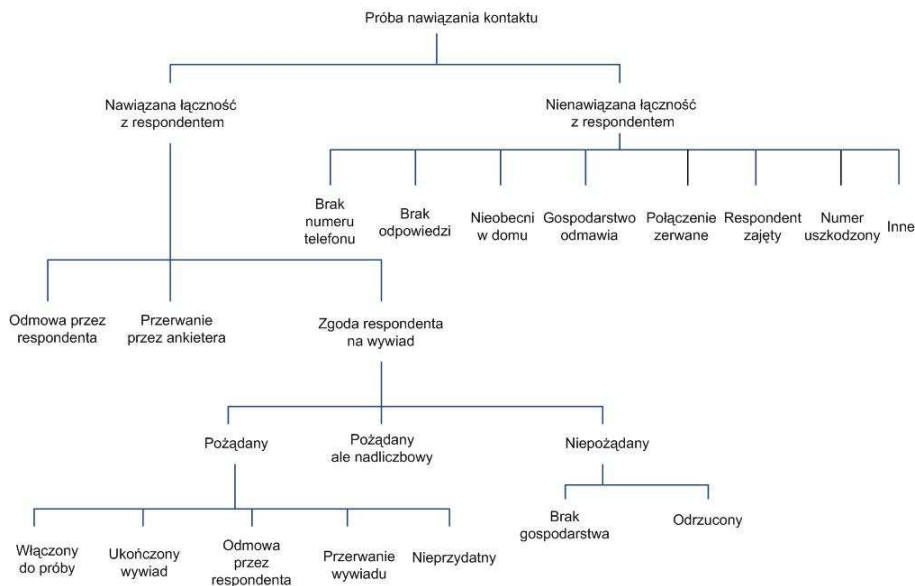 Próba nawiązania kontaktu
Nawiązana łączność
z respondentem
Nienawiązana łączność
z respondentem
Brak
numeru
telefonu
Brak
odpowiedzi
Nieobecni
w domu
Gospodarstwo
odmawia
Połączenie
zerwane
Respondent
zajęty
Numer
uszkodzony
Inne
Odmowa przez
respondenta
Przerwanie
przez ankietera
Zgoda respondenta
na wywiad
Pożądany
Pożądany
ale nadliczbowy
Niepożądany
Włączony
do próby
Ukończony
wywiad
Odmowa
przez
respondenta
Przerwanie
wywiadu
Nieprzydatny
Brak
gospodarstwa
Odrzucony